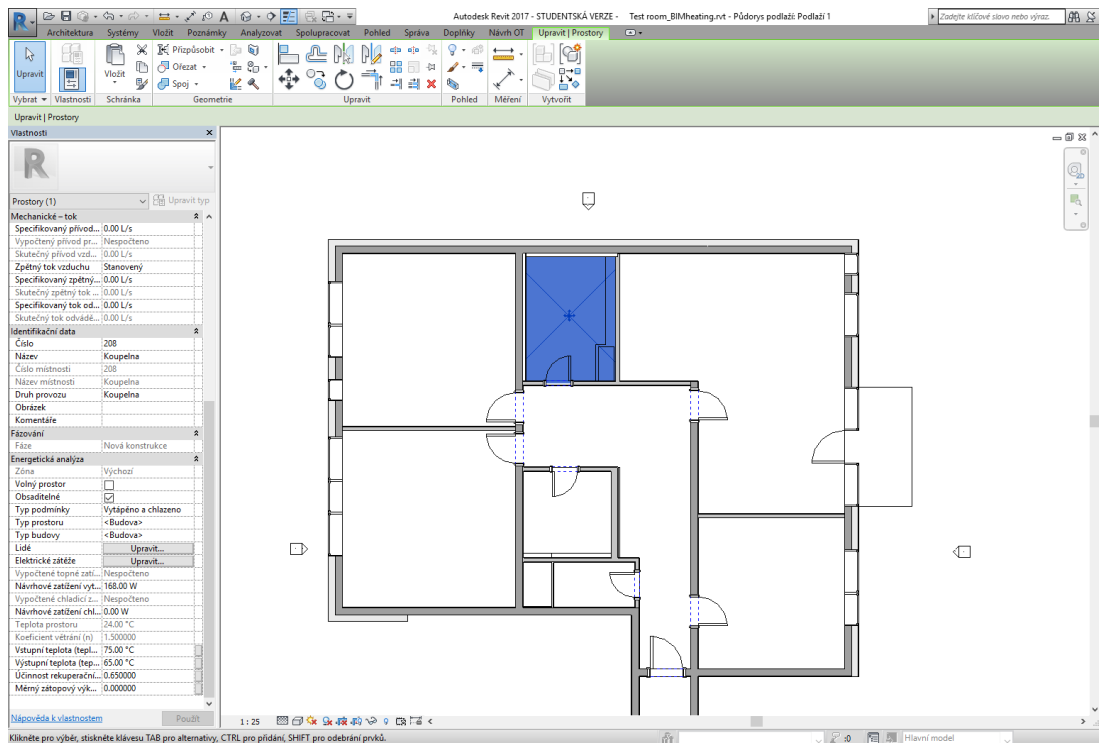 Autodesk Revit 2017 - STUDENTSKÁ VERZE - Test room_BIMheating.rvt - Půdorys podlaží: Podlaží 1
Zadejte klíčové slovo nebo výraz.
Architektura Systémy Vložit Poznámky Analyzovat Spolupracovat Pohled Správa Doplňky Návrh OT Upravit | Prostory
Přizpůsobit
Ořezat
Spoj
Upravit
Vložit
Vybrat Vlastnosti Schránka Geometrie Upravit Pohled Měření Vytvořit
Upravit | Prostory
Vlastnosti
Prostory (1) Upravit typ
Mechanické – tok
Specifikovaný přívod... 0.00 L/s
Vypočtený přívod pr... Nespočteno
Skutečný přívod vzd... 0.00 L/s
Zpětný tok vzduchu Stanovený
Specifikovaný zpětný... 0.00 L/s
Skutečný zpětný tok ... 0.00 L/s
Specifikovaný tok od... 0.00 L/s
Skutečný tok odvádě... 0.00 L/s
Identifikační data
Číslo 208
Název Koupelna
Číslo místnosti 208
Název místnosti Koupelna
Druh provozu Koupelna
Obrázek
Komentáře
Fázování
Fáze Nová konstrukce
Energetická analýza
Zóna Výchozí
Volný prostor
Obsaditelné
Typ podmínky Vytápěno a chlazeno
Typ prostoru <Budova>
Typ budovy <Budova>
Lidé Upravit...
Elektrické zátěže Upravit...
Vypočtené topné zatí... Nespočteno
Návrhové zatížení vyt... 168.00 W
Vypočtené chladicí z... Nespočteno
Návrhové zatížení chl... 0.00 W
Teplota prostoru 24.00 °C
Koeficient větrání (n) 1.500000
Vstupní teplota (tepl... 75.00 °C
Výstupní teplota (tep... 65.00 °C
Účinnost rekuperační... 0.650000
Měrný zátopový výk... 0.000000
Nápověda k vlastnostem Použít
1 : 25
Klikněte pro výběr, stiskněte klávesu TAB pro alternativy, CTRL pro přidání, SHIFT pro odebrání prvků.
:0 Hlavní model